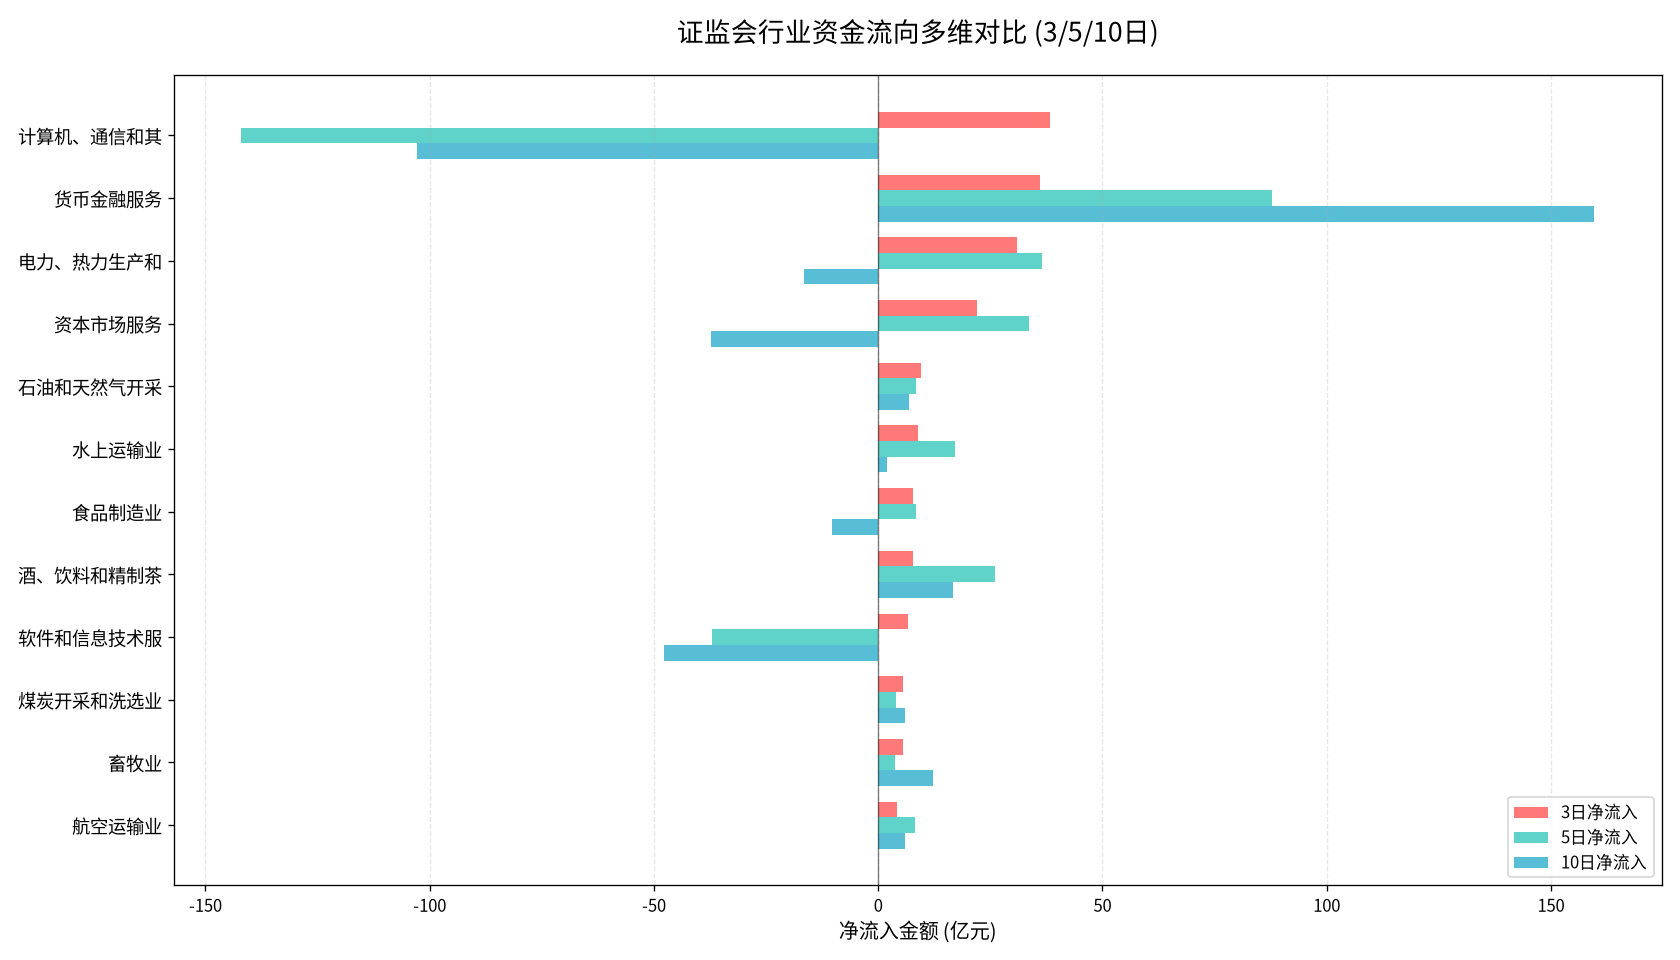 证监会行业资金流向多维对比 (3/5/10日)
计算机、通信和其
货币金融服务
电力、热力生产和
资本市场服务
石油和天然气开采
水上运输业
食品制造业
酒、饮料和精制茶
软件和信息技术服
煤炭开采和洗选业
畜牧业
航空运输业
3日净流入
5日净流入
10日净流入
-150 -100 -50 0 50 100 150
净流入金额 (亿元)